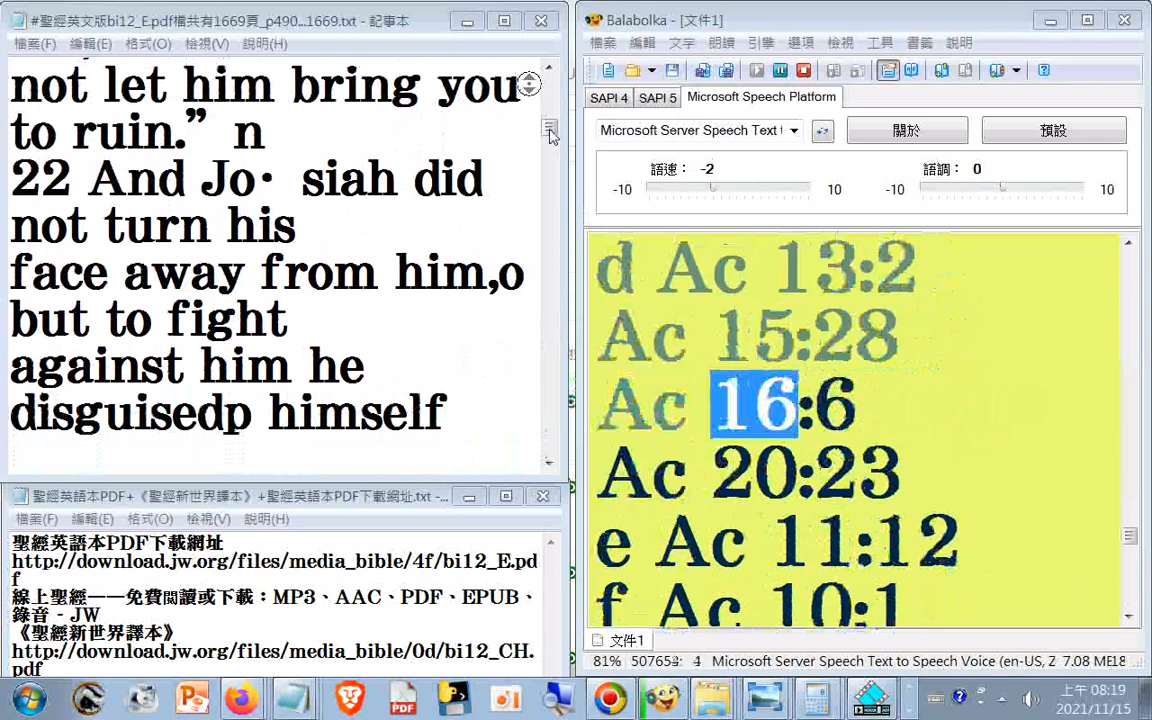 #聖經英文版bi12_E.pdf檔共有1669頁_p490...1669.txt - 記事本
檔案(F) 編輯(E) 格式(O) 檢視(V) 說明(H)
not let him bring you
to ruin.” n
22 And Jo· siah did
not turn his
face away from him,o
but to fight
against him he
disguisedp himself
聖經英語本PDF+《聖經新世界譯本》+聖經英語本PDF下載網址.txt - ...
檔案(F) 編輯(E) 格式(O) 檢視(V) 說明(H)
聖經英語本PDF下載網址
http://download.jw.org/files/media_bible/4f/bi12_E.pd
f
線上聖經——免費閱讀或下載：MP3、AAC、PDF、EPUB、
錄音 - JW
《聖經新世界譯本》
http://download.jw.org/files/media_bible/0d/bi12_CH.
pdf
Balabolka - [文件1]
檔案 編輯 文字 朗讀 引擎 選項 檢視 工具 書籤 說明
SAPI 4 SAPI 5 Microsoft Speech Platform
Microsoft Server Speech Text 關於 預設
語速： -2 語調： 0
-10 10 -10 10
d Ac 13:2
Ac 15:28
Ac 16:6
Ac 20:23
e Ac 11:12
f Ac 10:1
文件1
81% 4 Microsoft Server Speech Text to Speech Voice (en-US, Z 7.08 ME
PDF
上午 08:19
2021/11/15